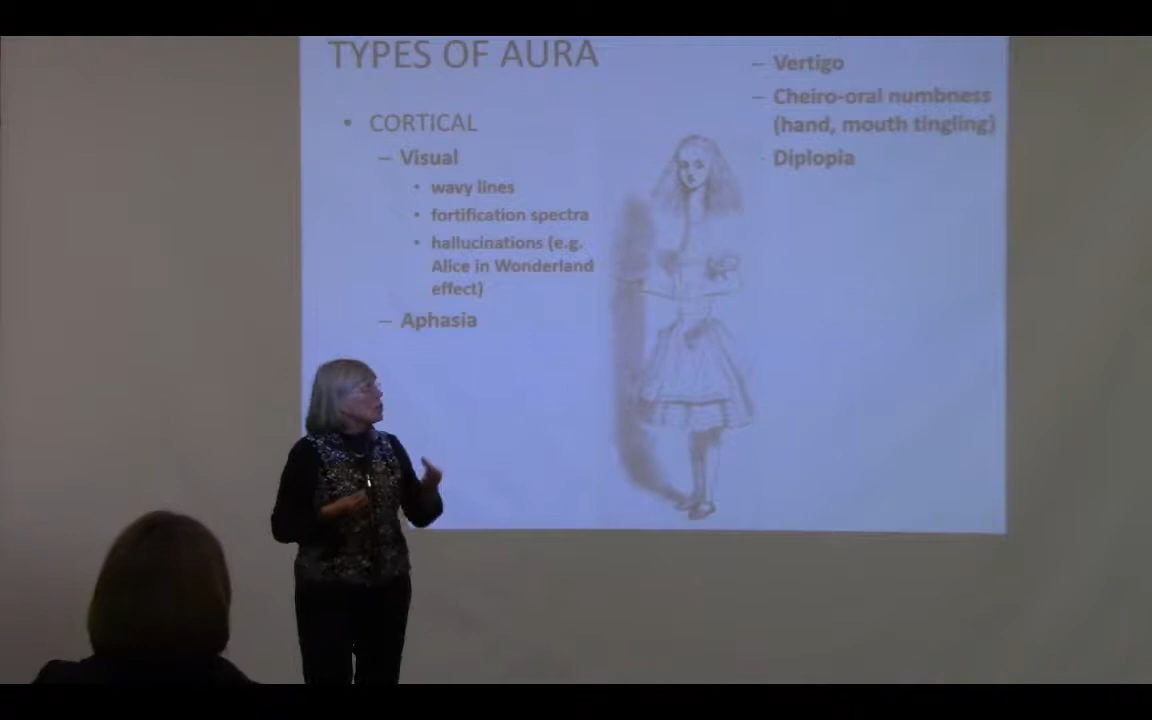 TYPES OF AURA
• CORTICAL
– Visual
• wavy lines
• fortification spectra
• hallucinations (e.g.
Alice in Wonderland
effect)
– Aphasia
– Vertigo
– Cheiro-oral numbness
(hand, mouth tingling)
- Diplopia